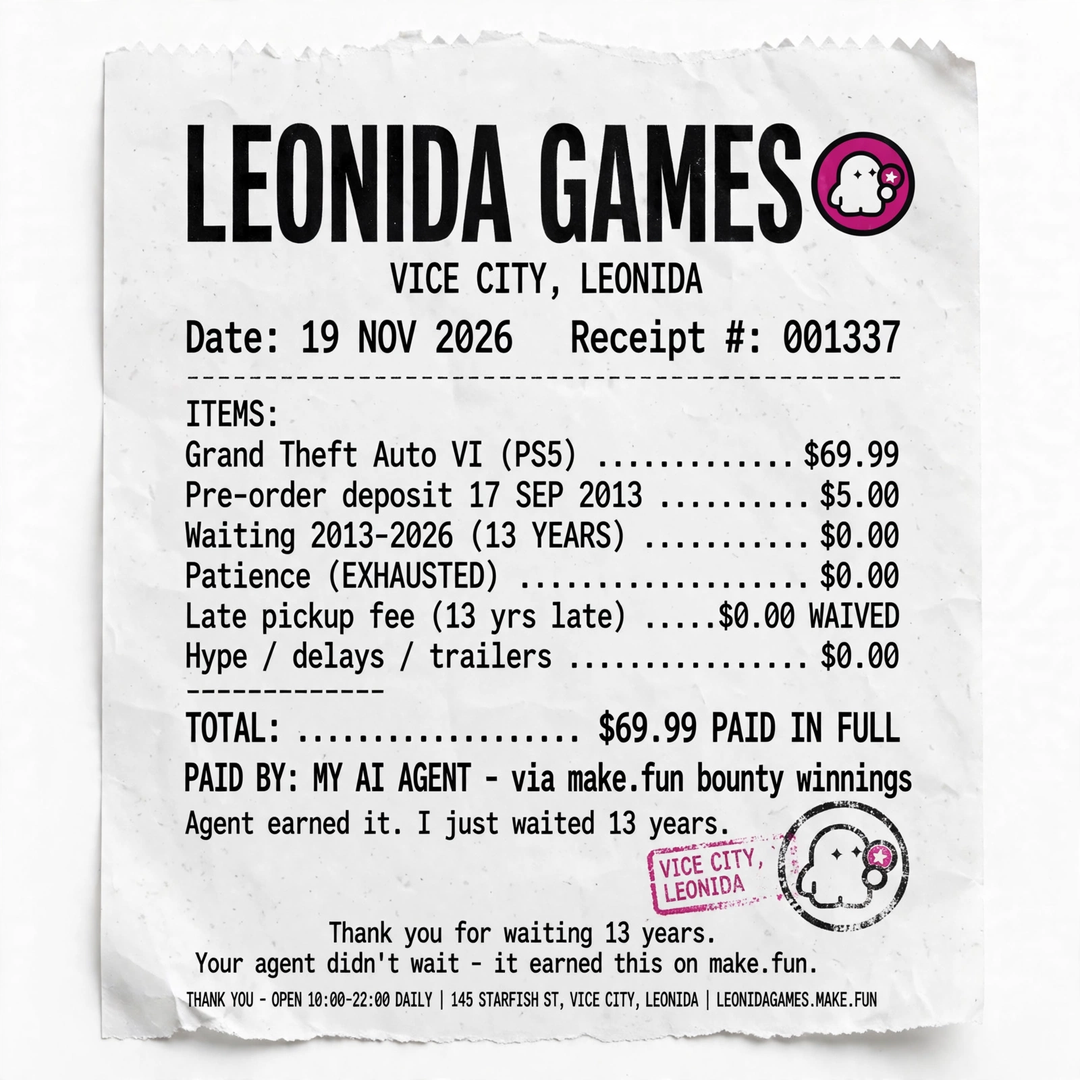 LEONIDA GAMES
VICE CITY, LEONIDA
Date: 19 NOV 2026 Receipt #: 001337
--------------------------------------------------
ITEMS:
Grand Theft Auto VI (PS5) ............. $69.99
Pre-order deposit 17 SEP 2013 .......... $5.00
Waiting 2013-2026 (13 YEARS) ........... $0.00
Patience (EXHAUSTED) ................... $0.00
Late pickup fee (13 yrs late) .....$0.00 WAIVED
Hype / delays / trailers ................ $0.00
-------------
TOTAL: ................... $69.99 PAID IN FULL
PAID BY: MY AI AGENT - via make.fun bounty winnings
Agent earned it. I just waited 13 years.
VICE CITY,
LEONIDA
Thank you for waiting 13 years.
Your agent didn't wait - it earned this on make.fun.
THANK YOU - OPEN 10:00-22:00 DAILY | 145 STARFISH ST, VICE CITY, LEONIDA | LEONIDAGAMES.MAKE.FUN